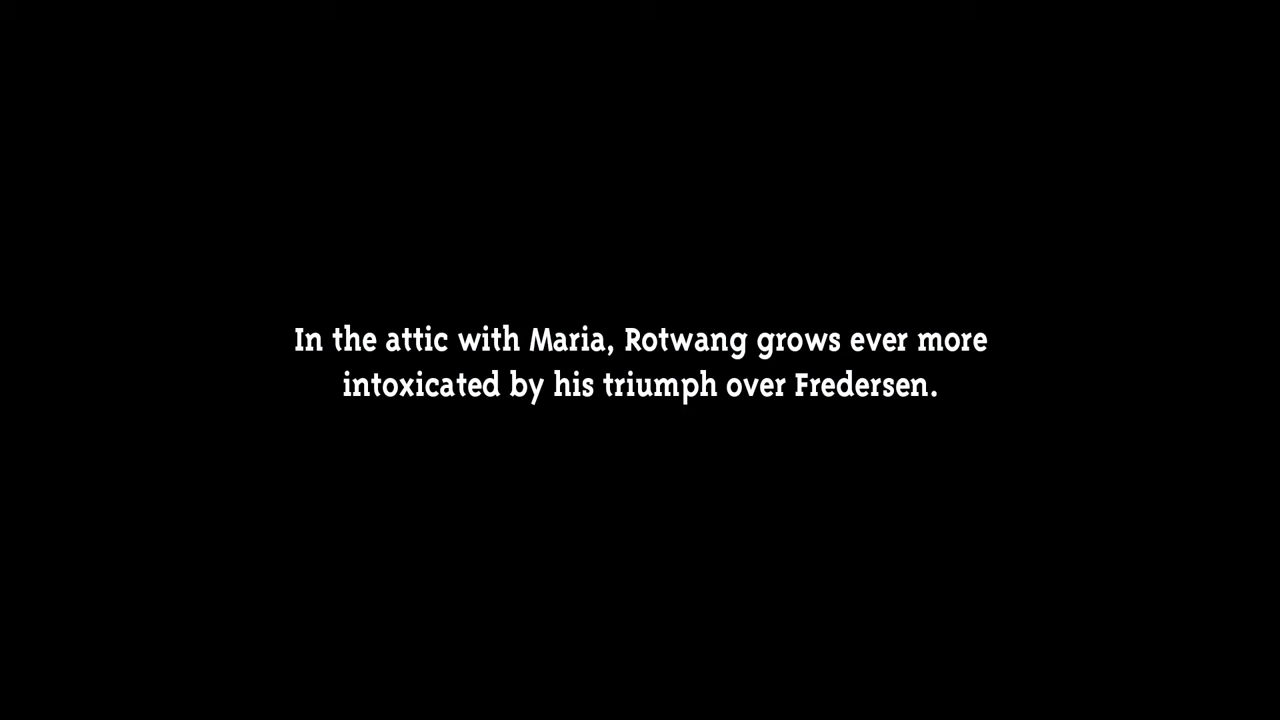 In the attic with Maria, Rotwang grows ever more
intoxicated by his triumph over Fredersen.